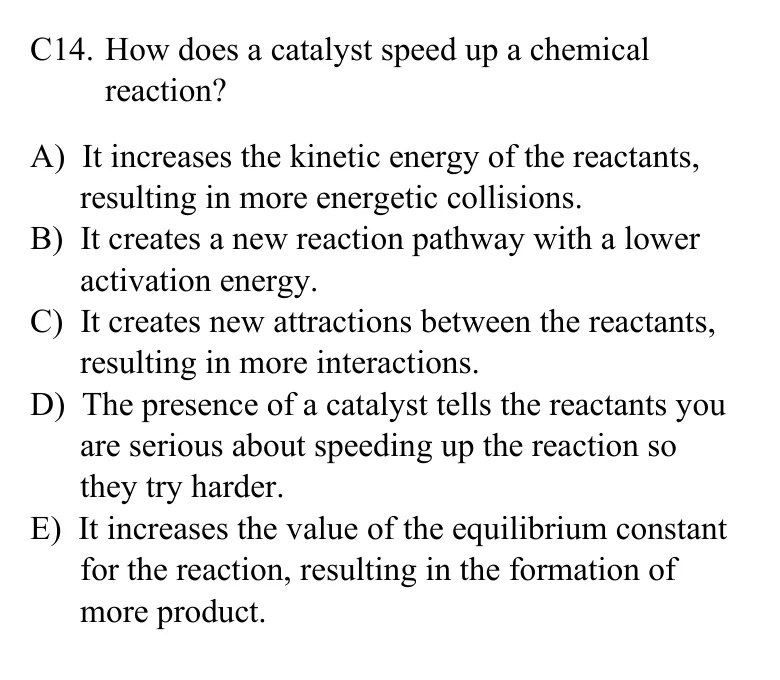 C14. How does a catalyst speed up a chemical
reaction?
A) It increases the kinetic energy of the reactants,
resulting in more energetic collisions.
B) It creates a new reaction pathway with a lower
activation energy.
C) It creates new attractions between the reactants,
resulting in more interactions.
D) The presence of a catalyst tells the reactants you
are serious about speeding up the reaction so
they try harder.
E) It increases the value of the equilibrium constant
for the reaction, resulting in the formation of
more product.